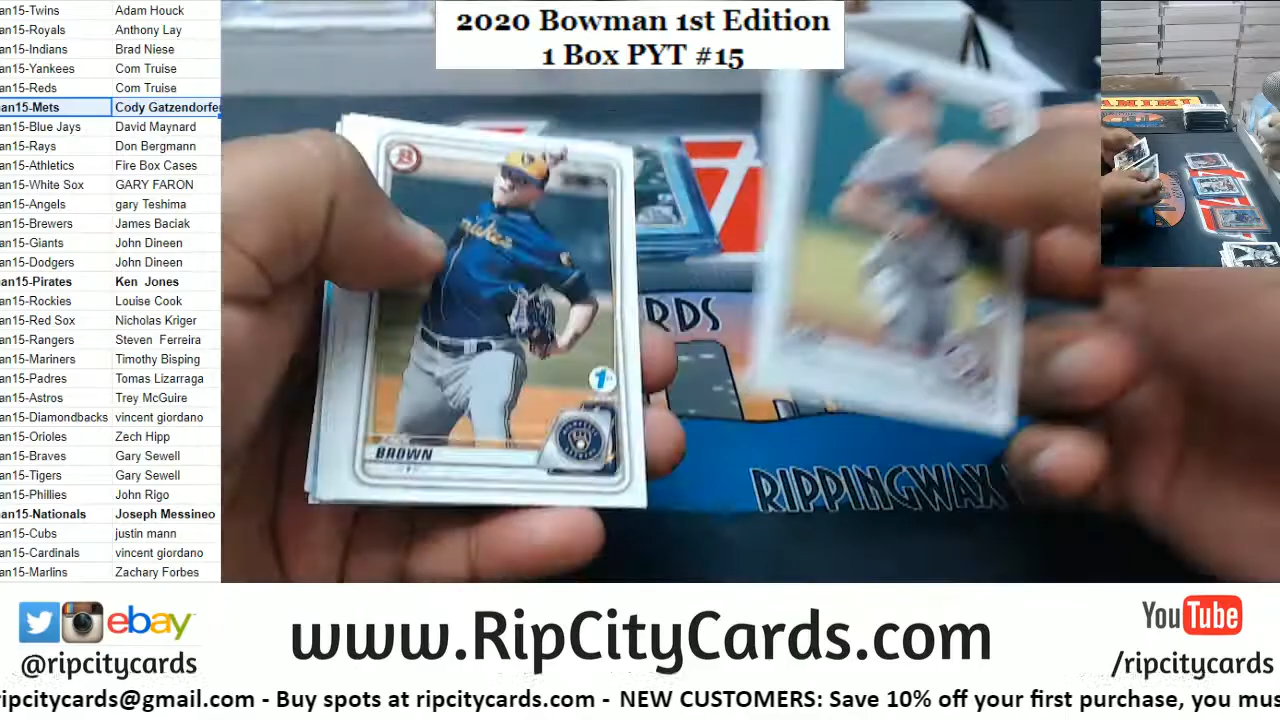 2020 Bowman 1st Edition
1 Box PYT #15
an15-Twins Adam Houck
an15-Royals Anthony Lay
an15-Indians Brad Niese
an15-Yankees Com Truise
an15-Reds Com Truise
an15-Mets Cody Gatzendorfer
an15-Blue Jays David Maynard
an15-Rays Don Bergmann
an15-Athletics Fire Box Cases
an15-White Sox GARY FARON
an15-Angels gary Teshima
an15-Brewers James Baciak
an15-Giants John Dineen
an15-Dodgers John Dineen
an15-Pirates Ken Jones
an15-Rockies Louise Cook
an15-Red Sox Nicholas Kriger
an15-Rangers Steven Ferreira
an15-Mariners Timothy Bisping
an15-Padres Tomas Lizarraga
an15-Astros Trey McGuire
an15-Diamondbacks vincent giordano
an15-Orioles Zech Hipp
an15-Braves Gary Sewell
an15-Tigers Gary Sewell
an15-Phillies John Rigo
an15-Nationals Joseph Messineo
an15-Cubs justin mann
an15-Cardinals vincent giordano
an15-Marlins Zachary Forbes
B
1st
BROWN
RDS
RIPPINGWAX
PANINI
ebay
@ripcitycards
www.RipCityCards.com
YouTube
/ripcitycards
ripcitycards@gmail.com - Buy spots at ripcitycards.com - NEW CUSTOMERS: Save 10% off your first purchase, you mus